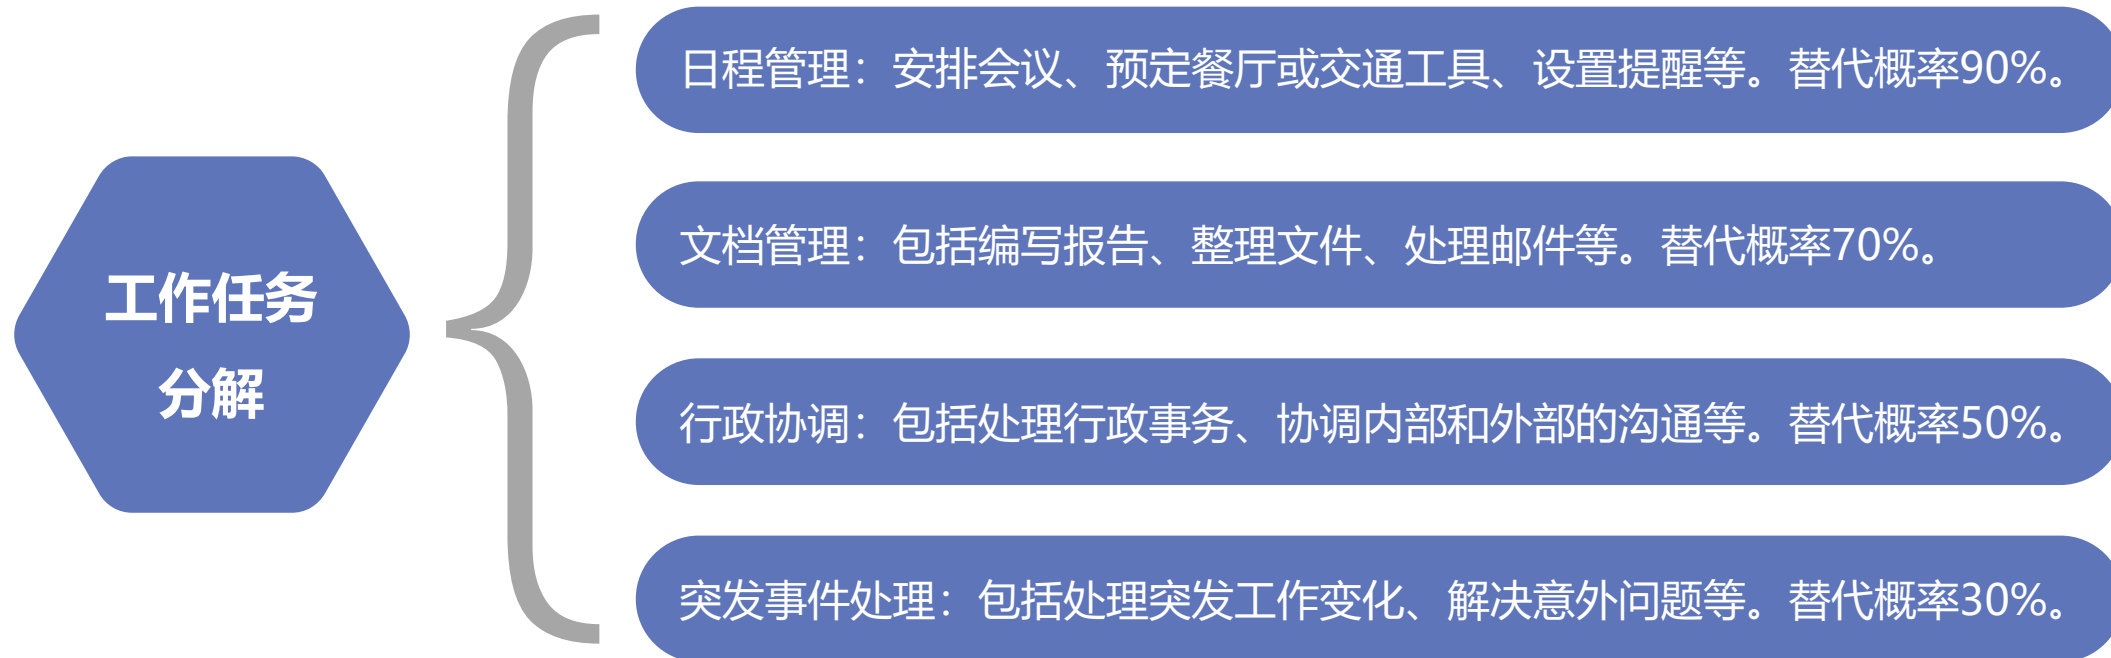 工作任务
分解
日程管理：安排会议、预定餐厅或交通工具、设置提醒等。替代概率90%。
文档管理：包括编写报告、整理文件、处理邮件等。替代概率70%。
行政协调：包括处理行政事务、协调内部和外部的沟通等。替代概率50%。
突发事件处理：包括处理突发工作变化、解决意外问题等。替代概率30%。